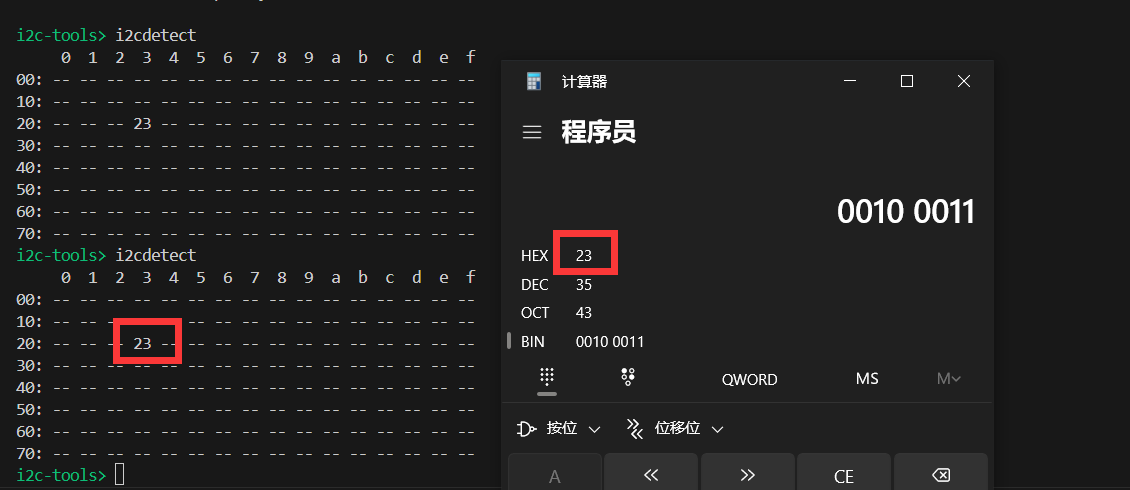 i2c-tools> i2cdetect
     0  1  2  3  4  5  6  7  8  9  a  b  c  d  e  f
00: -- -- -- -- -- -- -- -- -- -- -- -- -- -- -- --
10: -- -- -- -- -- -- -- -- -- -- -- -- -- -- -- --
20: -- -- -- 23 -- -- -- -- -- -- -- -- -- -- -- --
30: -- -- -- -- -- -- -- -- -- -- -- -- -- -- -- --
40: -- -- -- -- -- -- -- -- -- -- -- -- -- -- -- --
50: -- -- -- -- -- -- -- -- -- -- -- -- -- -- -- --
60: -- -- -- -- -- -- -- -- -- -- -- -- -- -- -- --
70: -- -- -- -- -- -- -- -- -- -- -- -- -- -- -- --
i2c-tools> i2cdetect
     0  1  2  3  4  5  6  7  8  9  a  b  c  d  e  f
00: -- -- -- -- -- -- -- -- -- -- -- -- -- -- -- --
10: -- -- -- -- -- -- -- -- -- -- -- -- -- -- -- --
20: -- -- -- 23 -- -- -- -- -- -- -- -- -- -- -- --
30: -- -- -- -- -- -- -- -- -- -- -- -- -- -- -- --
40: -- -- -- -- -- -- -- -- -- -- -- -- -- -- -- --
50: -- -- -- -- -- -- -- -- -- -- -- -- -- -- -- --
60: -- -- -- -- -- -- -- -- -- -- -- -- -- -- -- --
70: -- -- -- -- -- -- -- -- -- -- -- -- -- -- -- --
i2c-tools>
计算器
程序员
0010 0011
HEX 23
DEC 35
OCT 43
BIN 0010 0011
QWORD MS M
按位 位移位
A « » CE